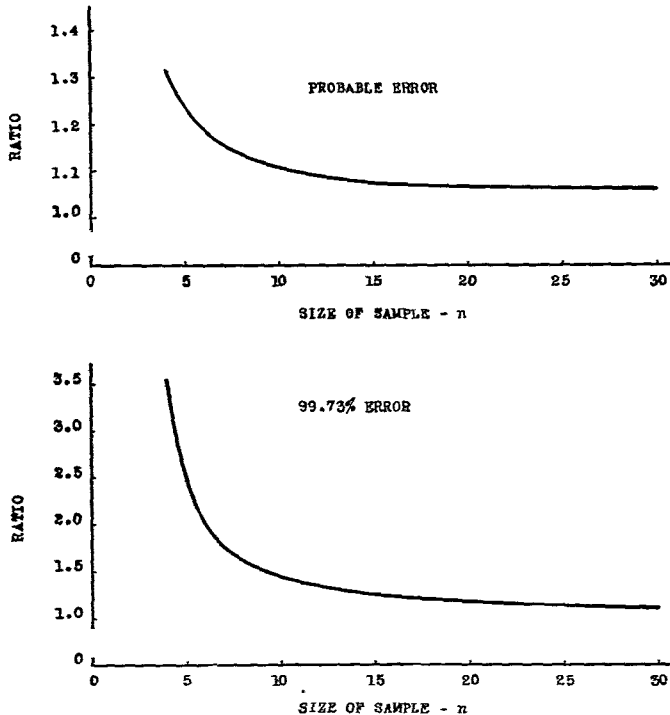 1.4
1.3
PROBABLE ERROR
1.2
RATIO
1.1
1.0
0
0 5 10 15 20 25 30
SIZE OF SAMPLE - n
3.5
99.73% ERROR
3.0
2.5
RATIO
2.0
1.5
1.0
0
0 5 10 15 20 25 30
SIZE OF SAMPLE - n